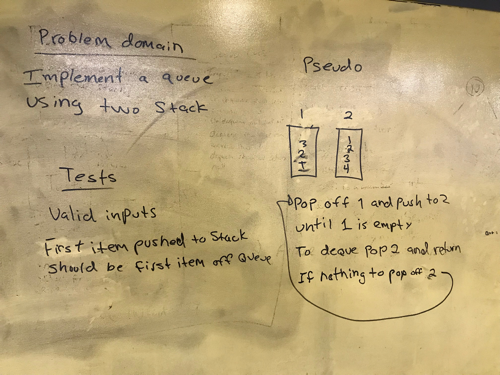 Problem domain
Implement a queue
using two Stack
Tests
Valid inputs
First item pushed to Stack
should be first item off Queue
Pseudo
1 2
3 1
2 2
1 3
4
Pop off 1 and push to 2
until 1 is empty
To deque pop 2 and return
If nothing to pop off 2